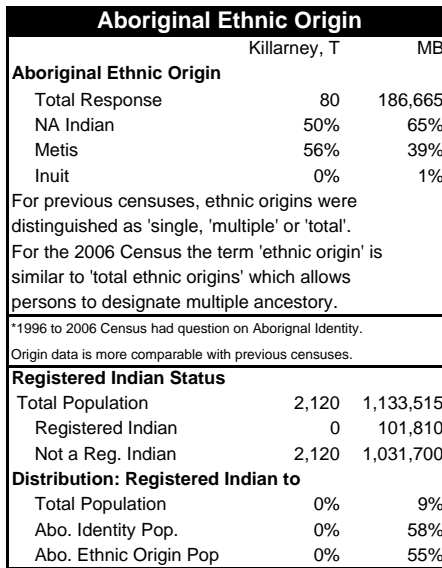 Aboriginal Ethnic Origin
Killarney, T MB
Aboriginal Ethnic Origin
Total Response 80 186,665
NA Indian 50% 65%
Metis 56% 39%
Inuit 0% 1%
For previous censuses, ethnic origins were
distinguished as 'single, 'multiple' or 'total'.
For the 2006 Census the term 'ethnic origin' is
similar to 'total ethnic origins' which allows
persons to designate multiple ancestory.
*1996 to 2006 Census had question on Aborignal Identity.
Origin data is more comparable with previous censuses.
Registered Indian Status
Total Population 2,120 1,133,515
Registered Indian 0 101,810
Not a Reg. Indian 2,120 1,031,700
Distribution: Registered Indian to
Total Population 0% 9%
Abo. Identity Pop. 0% 58%
Abo. Ethnic Origin Pop 0% 55%